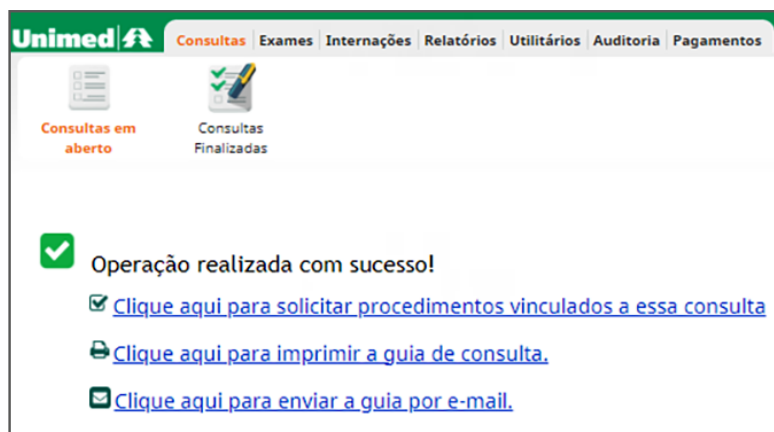 Unimed Consultas Exames Internações Relatórios Utilitários Auditoria Pagamentos
Consultas em
aberto
Consultas
Finalizadas
Operação realizada com sucesso!
Clique aqui para solicitar procedimentos vinculados a essa consulta
Clique aqui para imprimir a guia de consulta.
Clique aqui para enviar a guia por e-mail.